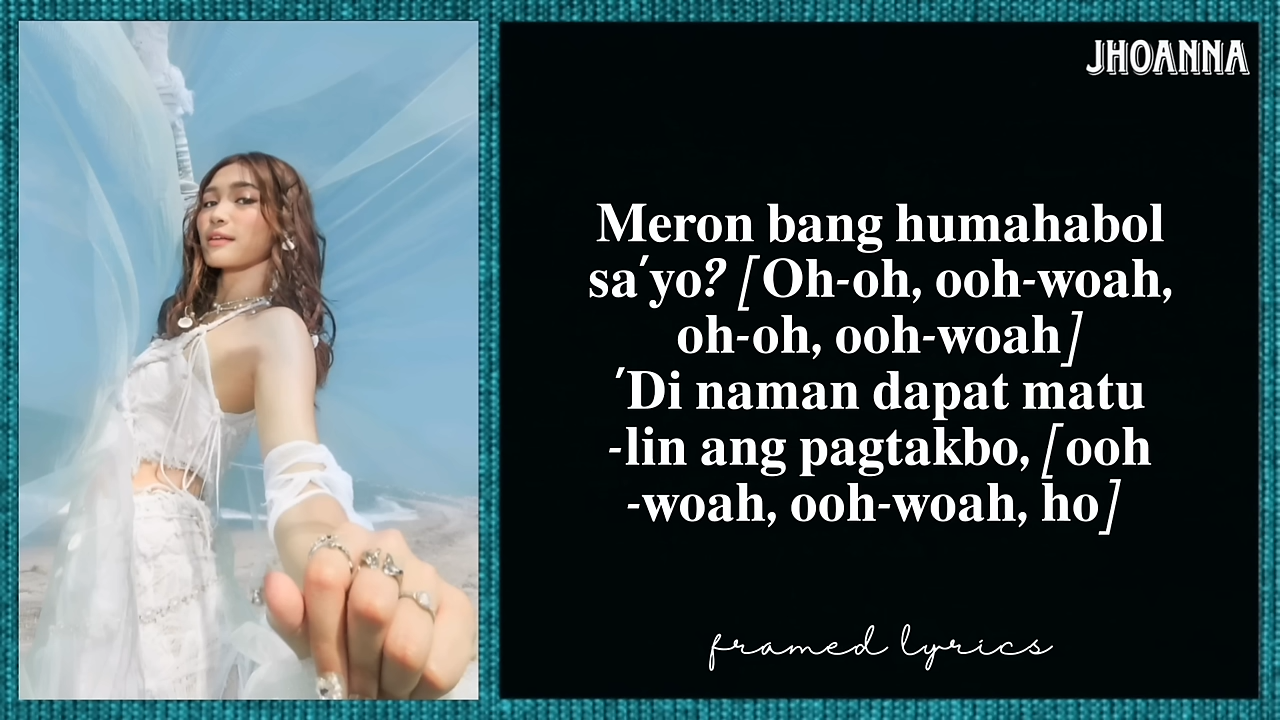 JHOANNA
Meron bang humahabol
sa'yo? [Oh-oh, ooh-woah,
oh-oh, ooh-woah]
'Di naman dapat matu
-lin ang pagtakbo, [ooh
-woah, ooh-woah, ho]
framed lyrics